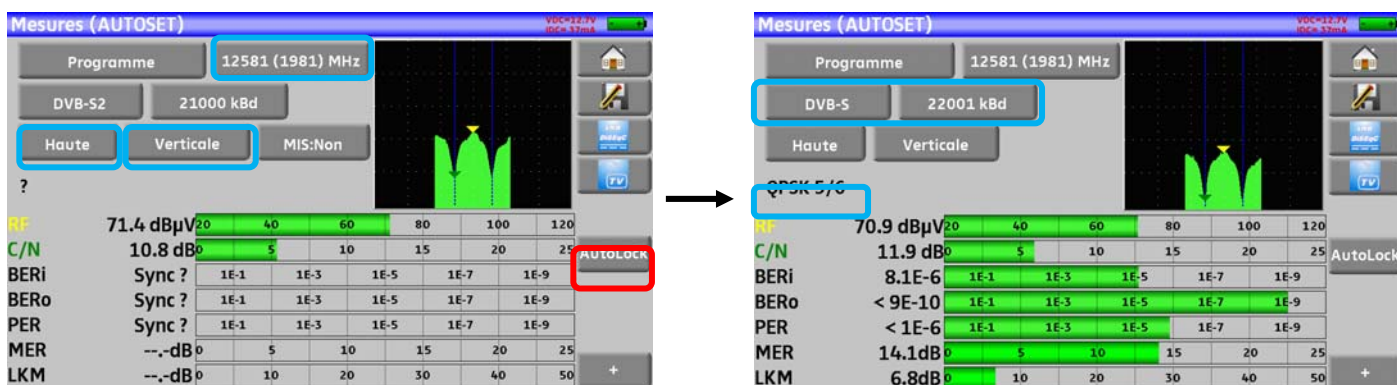 Mesures (AUTOSET)
VDC=12.7V
IDC= 37mA
Programme
12581 (1981) MHz
DVB-S2
21000 kBd
Haute
Verticale
MIS:Non
?
DiSEqC
TV
RF 71.4 dBµV 20 40 60 80 100 120
C/N 10.8 dB 0 5 10 15 20 25
AutoLock
BERi Sync ? 1E-1 1E-3 1E-5 1E-7 1E-9
BERo Sync ? 1E-1 1E-3 1E-5 1E-7 1E-9
PER Sync ? 1E-1 1E-3 1E-5 1E-7 1E-9
MER --.-dB 0 5 10 15 20 25
LKM --.-dB 0 10 20 30 40 50
+
Mesures (AUTOSET)
VDC=12.7V
IDC= 37mA
Programme
12581 (1981) MHz
DVB-S
22001 kBd
Haute
Verticale
QPSK 5/6
DiSEqC
TV
RF 70.9 dBµV 20 40 60 80 100 120
C/N 11.9 dB 0 5 10 15 20 25
AutoLock
BERi 8.1E-6 1E-1 1E-3 1E-5 1E-7 1E-9
BERo < 9E-10 1E-1 1E-3 1E-5 1E-7 1E-9
PER < 1E-6 1E-1 1E-3 1E-5 1E-7 1E-9
MER 14.1dB 0 5 10 15 20 25
LKM 6.8dB 0 10 20 30 40 50
+